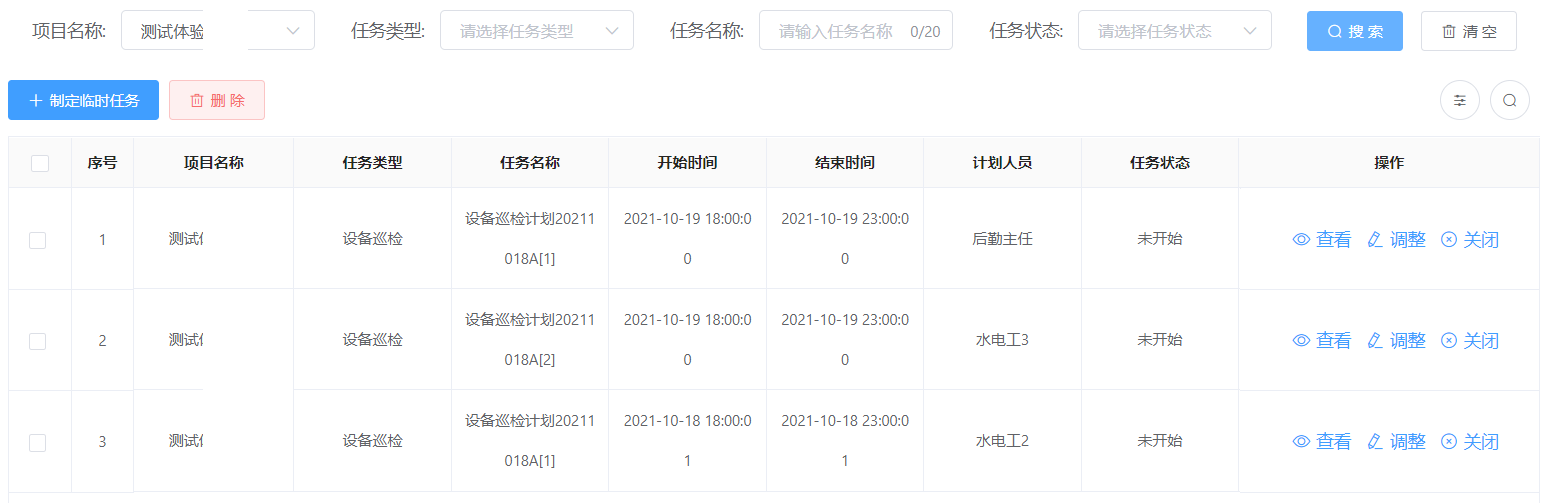 项目名称: 测试体验 任务类型: 请选择任务类型 任务名称: 请输入任务名称 0/20 任务状态: 请选择任务状态 搜 索 清 空
制定临时任务 删 除
序号 项目名称 任务类型 任务名称 开始时间 结束时间 计划人员 任务状态 操作
设备巡检计划20211 2021-10-19 18:00:0 2021-10-19 23:00:0
1 测试 设备巡检 后勤主任 未开始 查看 调整 关闭
018A[1] 0 0
设备巡检计划20211 2021-10-19 18:00:0 2021-10-19 23:00:0
2 测试 设备巡检 水电工3 未开始 查看 调整 关闭
018A[2] 0 0
设备巡检计划20211 2021-10-18 18:00:0 2021-10-18 23:00:0
3 测试 设备巡检 水电工2 未开始 查看 调整 关闭
018A[1] 1 1